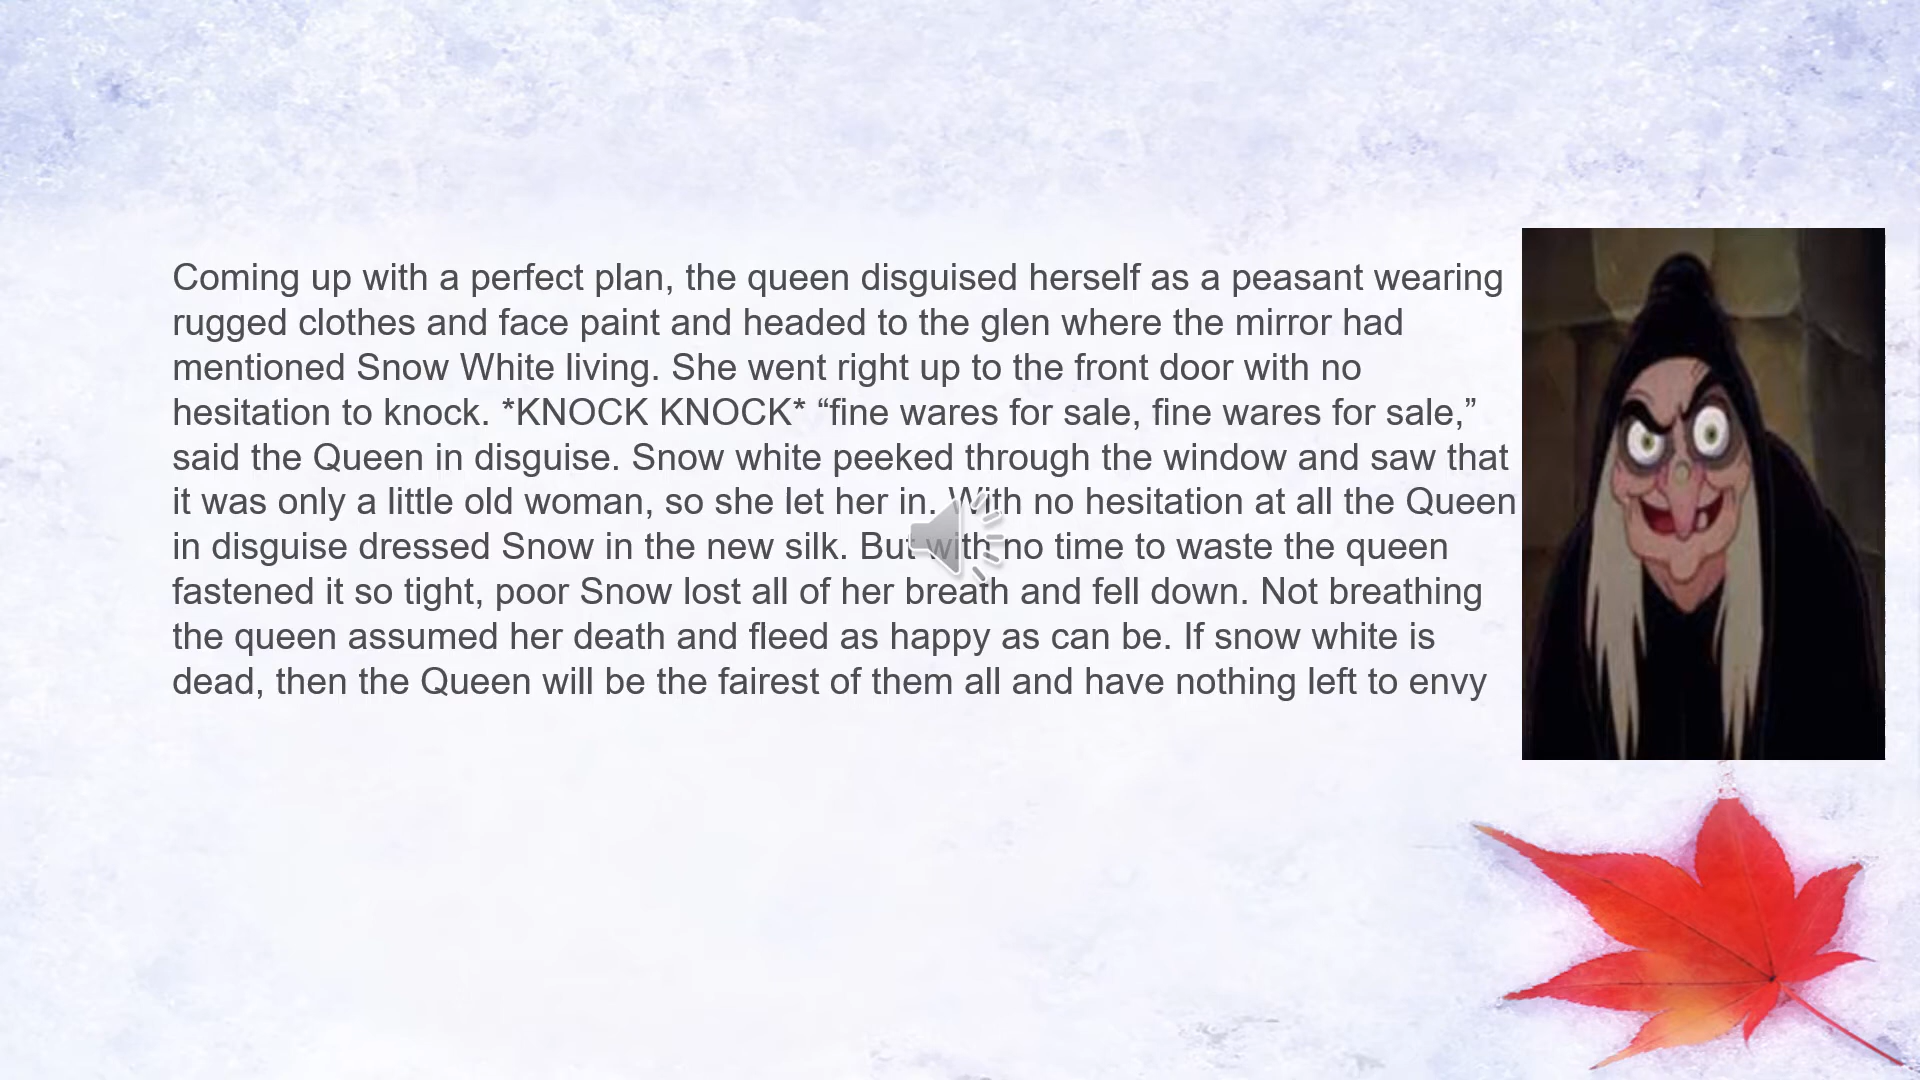 Coming up with a perfect plan, the queen disguised herself as a peasant wearing
rugged clothes and face paint and headed to the glen where the mirror had
mentioned Snow White living. She went right up to the front door with no
hesitation to knock. *KNOCK KNOCK* “fine wares for sale, fine wares for sale,”
said the Queen in disguise. Snow white peeked through the window and saw that
it was only a little old woman, so she let her in. With no hesitation at all the Queen
in disguise dressed Snow in the new silk. But with no time to waste the queen
fastened it so tight, poor Snow lost all of her breath and fell down. Not breathing
the queen assumed her death and fleed as happy as can be. If snow white is
dead, then the Queen will be the fairest of them all and have nothing left to envy